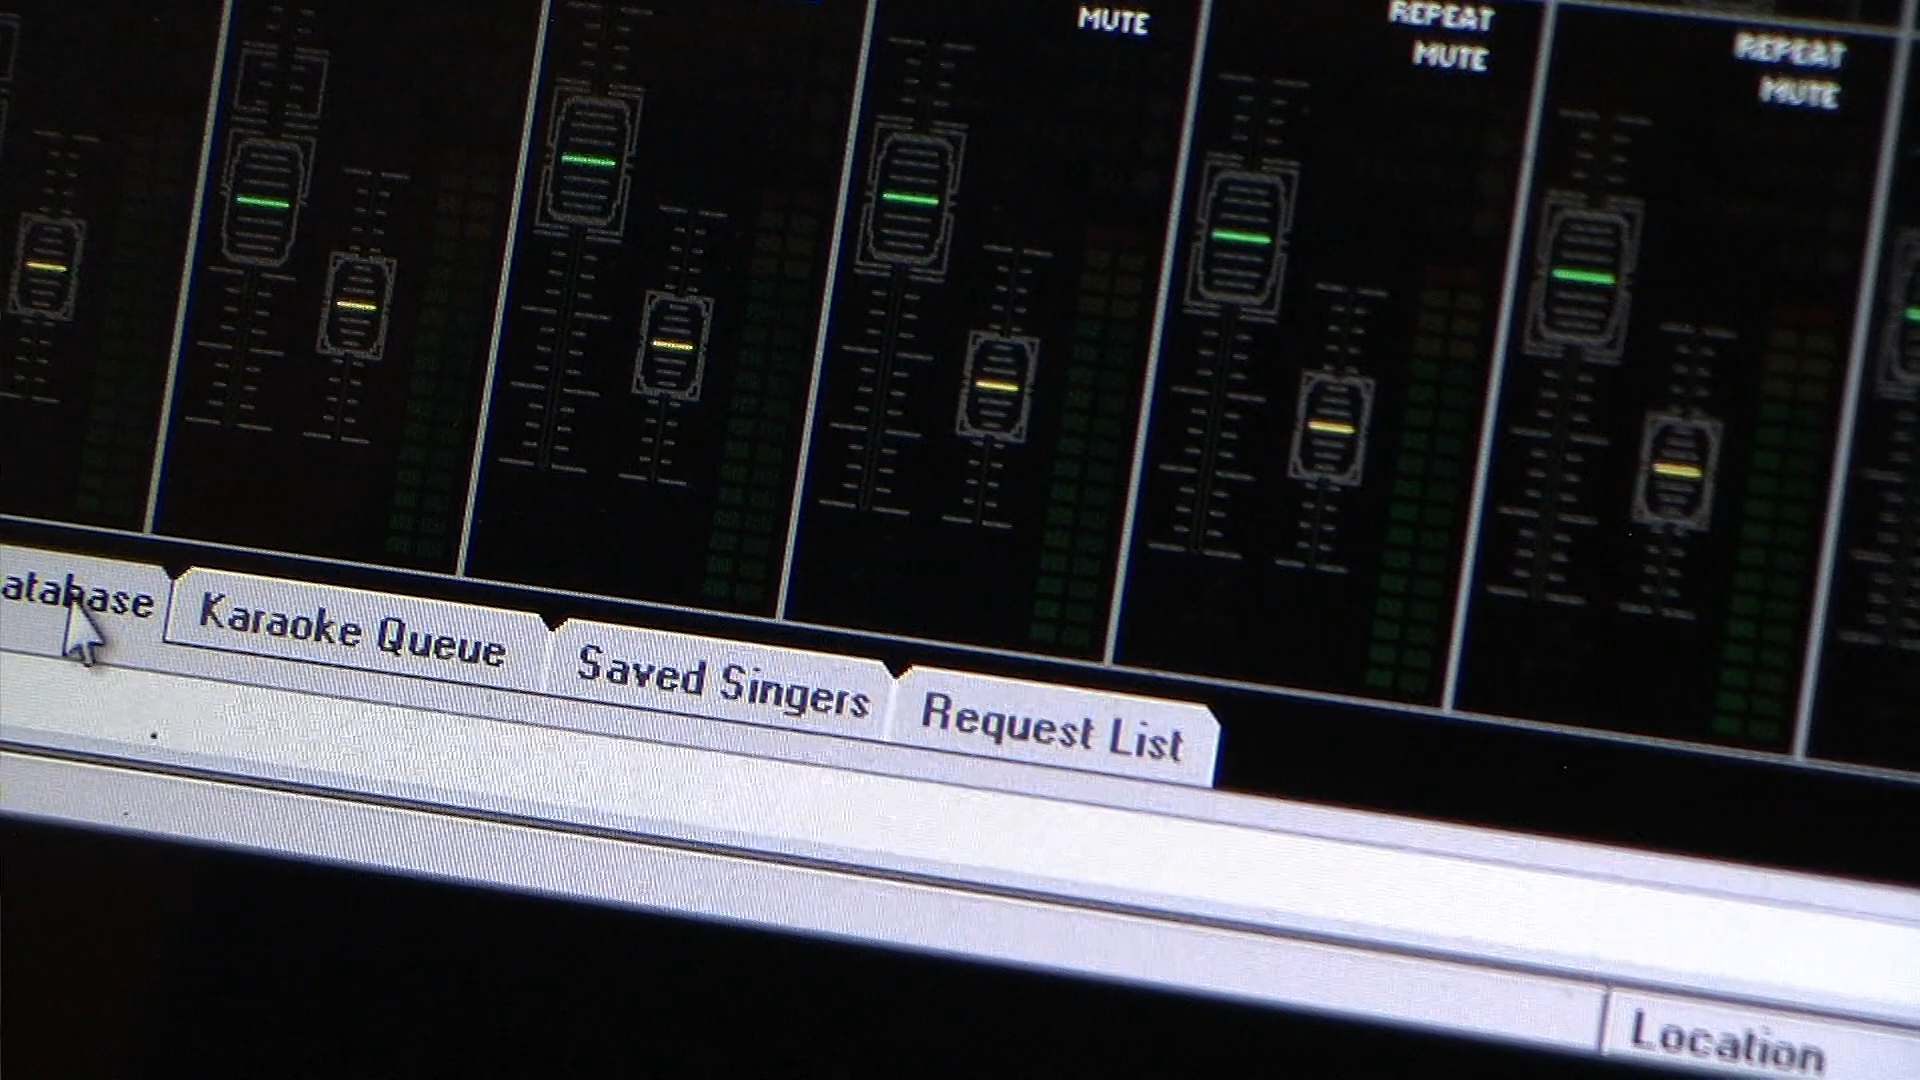 MUTE
REPEAT
MUTE
REPEAT
MUTE
atabase
Karaoke Queue
Saved Singers
Request List
Location